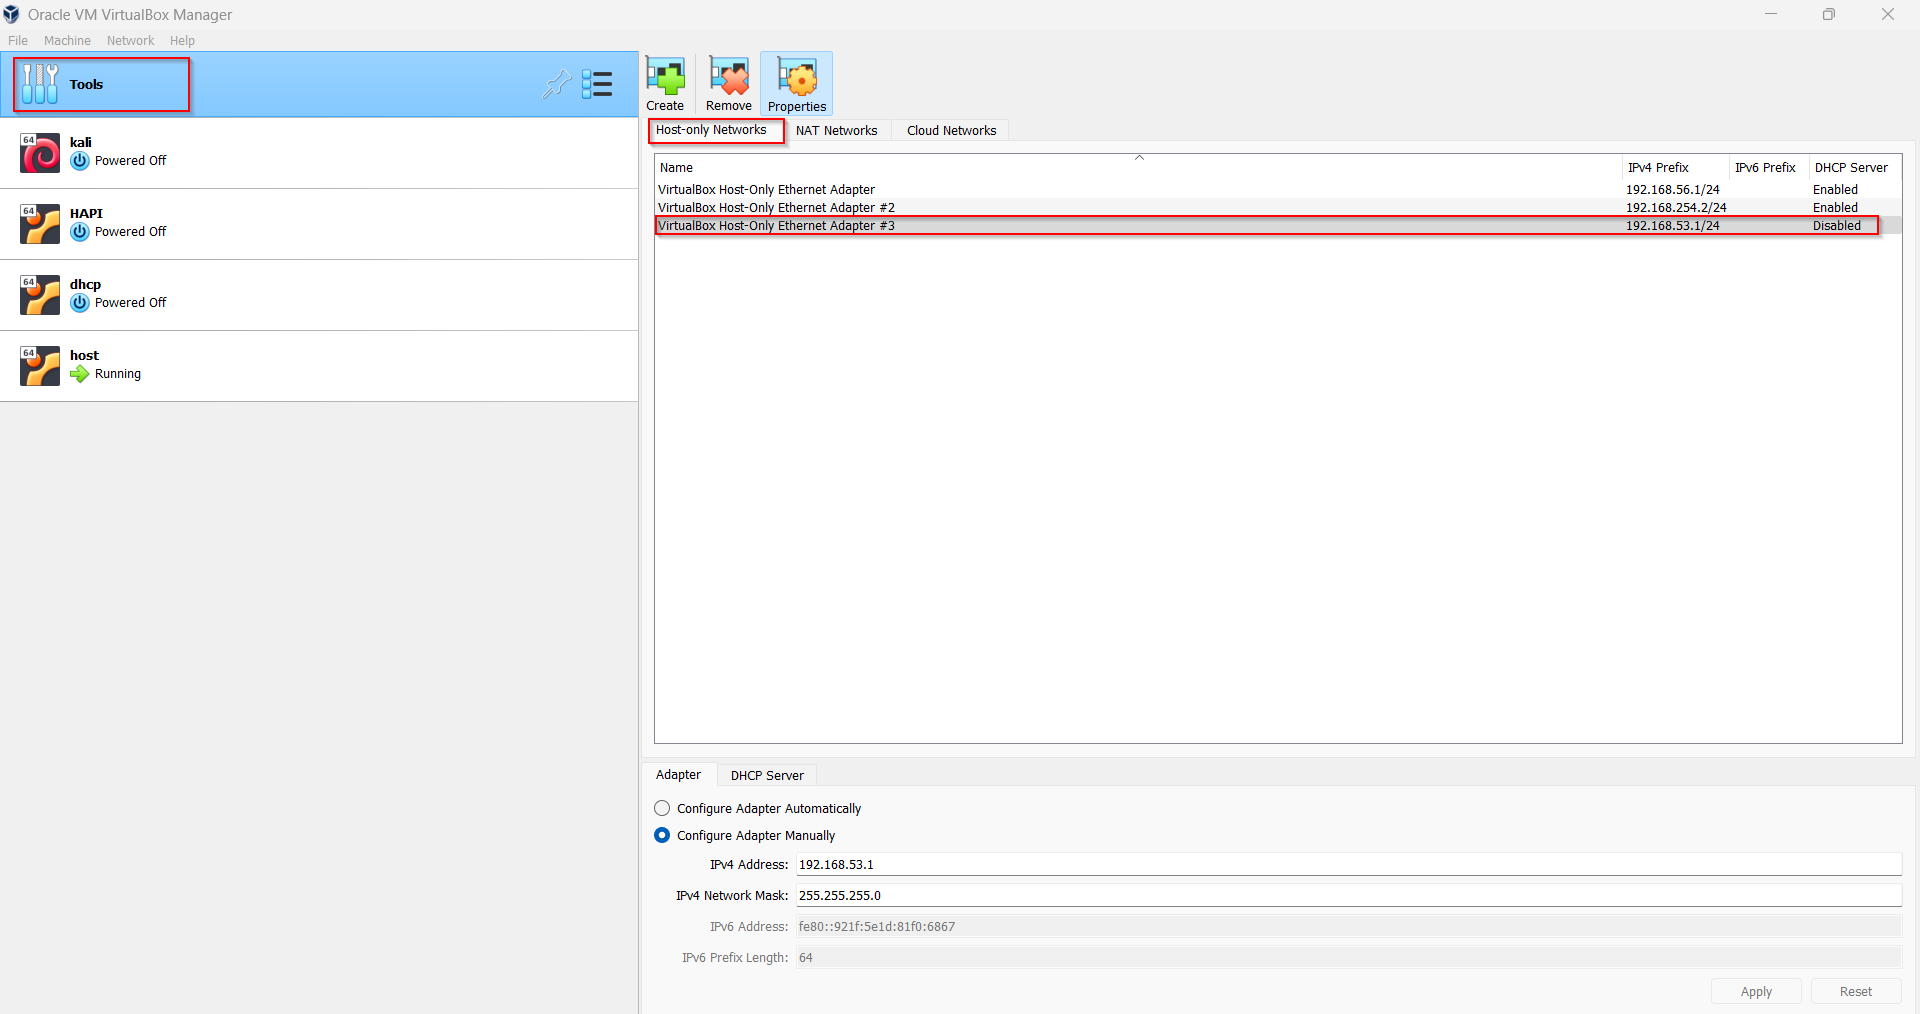 Oracle VM VirtualBox Manager
File Machine Network Help
Tools
64
kali
Powered Off
64
HAPI
Powered Off
64
dhcp
Powered Off
64
host
Running
Create Remove Properties
Host-only Networks NAT Networks Cloud Networks
Name IPv4 Prefix IPv6 Prefix DHCP Server
VirtualBox Host-Only Ethernet Adapter 192.168.56.1/24 Enabled
VirtualBox Host-Only Ethernet Adapter #2 192.168.254.2/24 Enabled
VirtualBox Host-Only Ethernet Adapter #3 192.168.53.1/24 Disabled
Adapter DHCP Server
Configure Adapter Automatically
Configure Adapter Manually
IPv4 Address: 192.168.53.1
IPv4 Network Mask: 255.255.255.0
IPv6 Address: fe80::921f:5e1d:81f0:6867
IPv6 Prefix Length: 64
Apply Reset